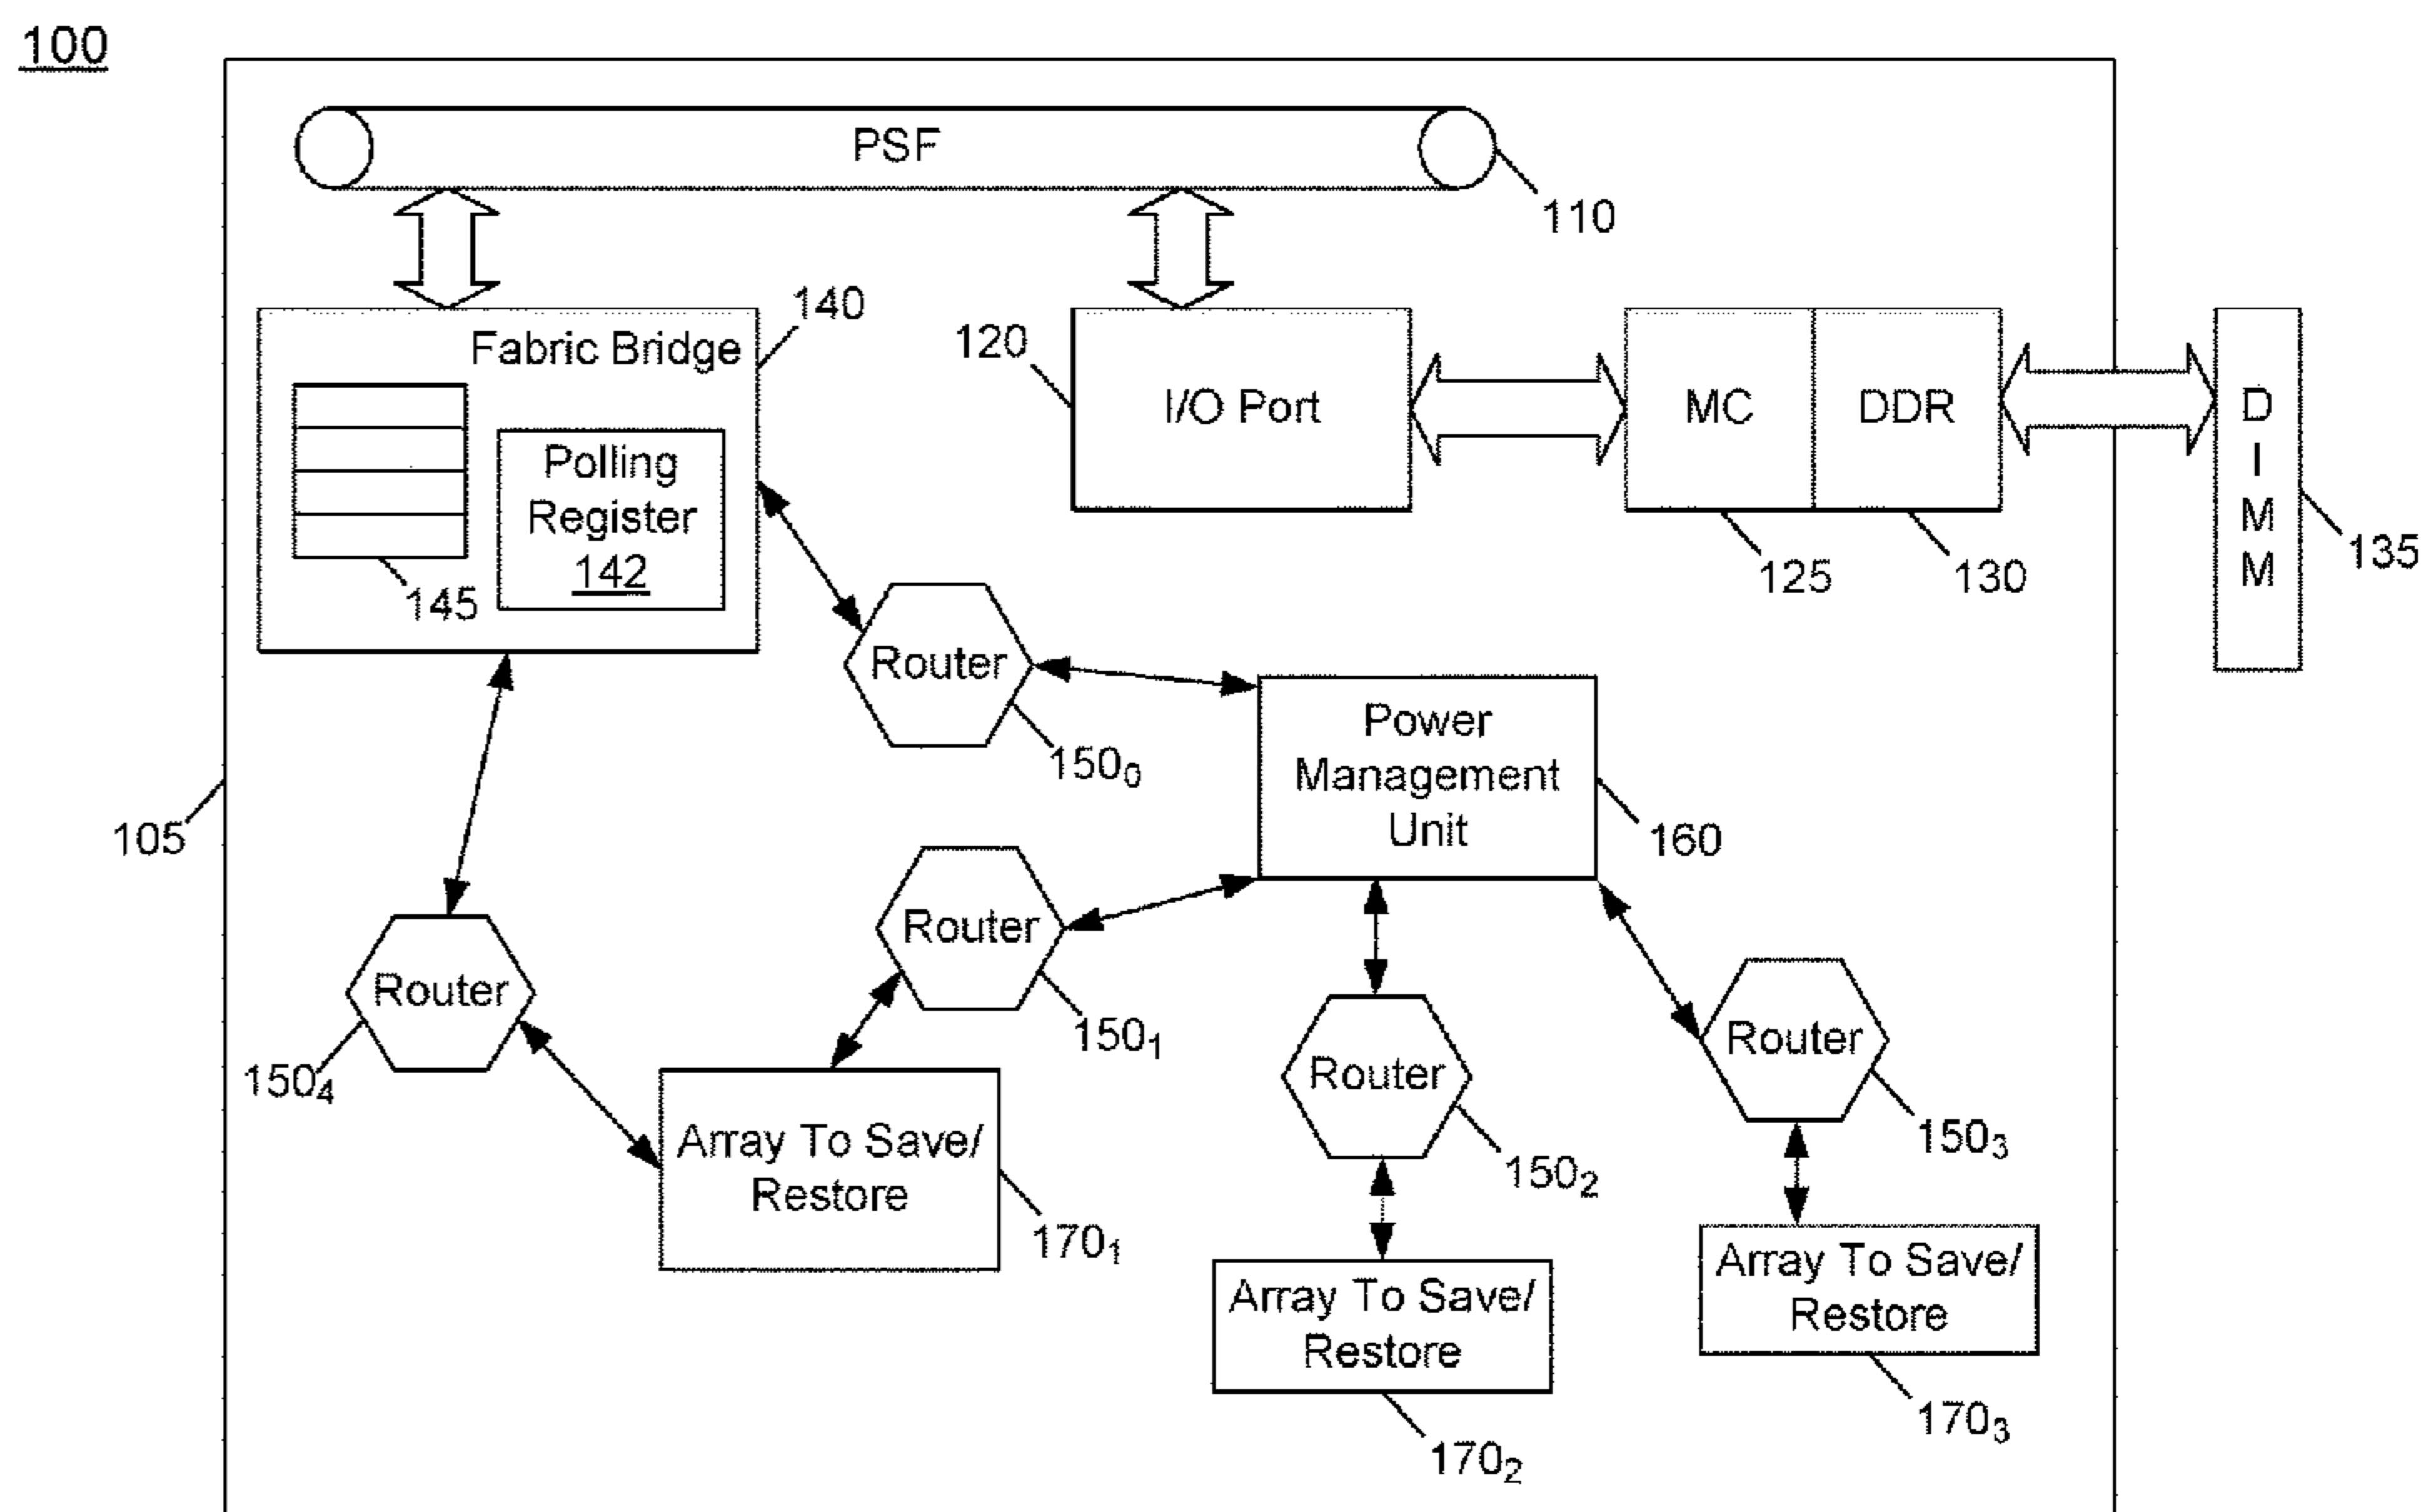 100
PSF
110
140
Fabric Bridge
120
I/O Port
MC
DDR
D
I
M
M
Polling
Register
142
145
125
130
135
Router
150₀
Power
Management
Unit
105
160
Router
150₁
Router
150₄
Router
150₂
Router
150₃
Array To Save/
Restore
170₁
Array To Save/
Restore
170₂
Array To Save/
Restore
170₃